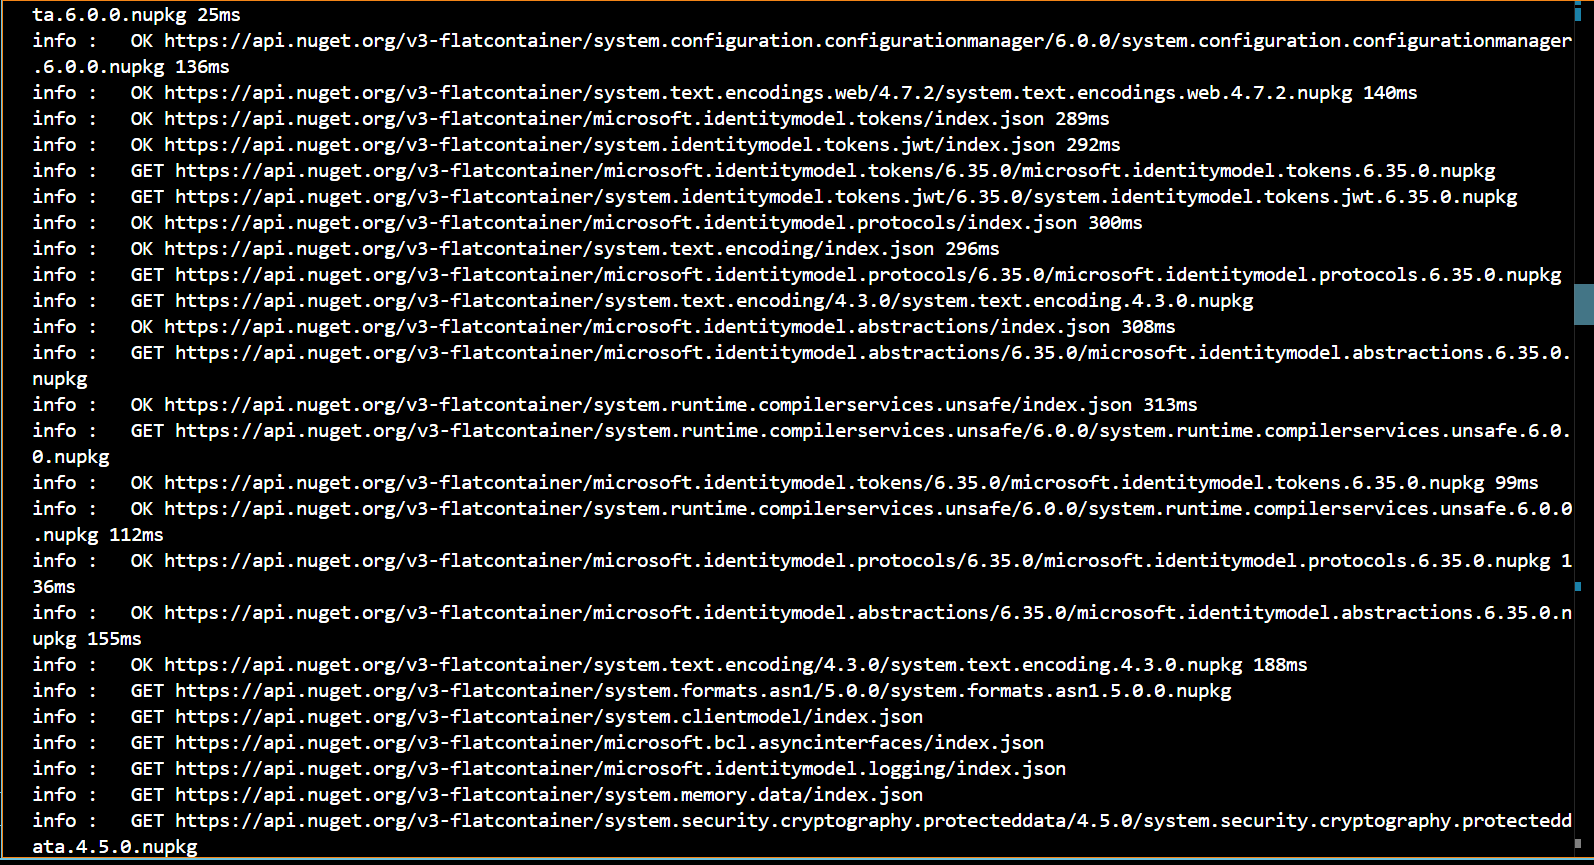 ta.6.0.0.nupkg 25ms
info :   OK https://api.nuget.org/v3-flatcontainer/system.configuration.configurationmanager/6.0.0/system.configuration.configurationmanager
.6.0.0.nupkg 136ms
info :   OK https://api.nuget.org/v3-flatcontainer/system.text.encodings.web/4.7.2/system.text.encodings.web.4.7.2.nupkg 140ms
info :   OK https://api.nuget.org/v3-flatcontainer/microsoft.identitymodel.tokens/index.json 289ms
info :   OK https://api.nuget.org/v3-flatcontainer/system.identitymodel.tokens.jwt/index.json 292ms
info :   GET https://api.nuget.org/v3-flatcontainer/microsoft.identitymodel.tokens/6.35.0/microsoft.identitymodel.tokens.6.35.0.nupkg
info :   GET https://api.nuget.org/v3-flatcontainer/system.identitymodel.tokens.jwt/6.35.0/system.identitymodel.tokens.jwt.6.35.0.nupkg
info :   OK https://api.nuget.org/v3-flatcontainer/microsoft.identitymodel.protocols/index.json 300ms
info :   OK https://api.nuget.org/v3-flatcontainer/system.text.encoding/index.json 296ms
info :   GET https://api.nuget.org/v3-flatcontainer/microsoft.identitymodel.protocols/6.35.0/microsoft.identitymodel.protocols.6.35.0.nupkg
info :   GET https://api.nuget.org/v3-flatcontainer/system.text.encoding/4.3.0/system.text.encoding.4.3.0.nupkg
info :   OK https://api.nuget.org/v3-flatcontainer/microsoft.identitymodel.abstractions/index.json 308ms
info :   GET https://api.nuget.org/v3-flatcontainer/microsoft.identitymodel.abstractions/6.35.0/microsoft.identitymodel.abstractions.6.35.0.
nupkg
info :   OK https://api.nuget.org/v3-flatcontainer/system.runtime.compilerservices.unsafe/index.json 313ms
info :   GET https://api.nuget.org/v3-flatcontainer/system.runtime.compilerservices.unsafe/6.0.0/system.runtime.compilerservices.unsafe.6.0.
0.nupkg
info :   OK https://api.nuget.org/v3-flatcontainer/microsoft.identitymodel.tokens/6.35.0/microsoft.identitymodel.tokens.6.35.0.nupkg 99ms
info :   OK https://api.nuget.org/v3-flatcontainer/system.runtime.compilerservices.unsafe/6.0.0/system.runtime.compilerservices.unsafe.6.0.0
.nupkg 112ms
info :   OK https://api.nuget.org/v3-flatcontainer/microsoft.identitymodel.protocols/6.35.0/microsoft.identitymodel.protocols.6.35.0.nupkg 1
36ms
info :   OK https://api.nuget.org/v3-flatcontainer/microsoft.identitymodel.abstractions/6.35.0/microsoft.identitymodel.abstractions.6.35.0.n
upkg 155ms
info :   OK https://api.nuget.org/v3-flatcontainer/system.text.encoding/4.3.0/system.text.encoding.4.3.0.nupkg 188ms
info :   GET https://api.nuget.org/v3-flatcontainer/system.formats.asn1/5.0.0/system.formats.asn1.5.0.0.nupkg
info :   GET https://api.nuget.org/v3-flatcontainer/system.clientmodel/index.json
info :   GET https://api.nuget.org/v3-flatcontainer/microsoft.bcl.asyncinterfaces/index.json
info :   GET https://api.nuget.org/v3-flatcontainer/microsoft.identitymodel.logging/index.json
info :   GET https://api.nuget.org/v3-flatcontainer/system.memory.data/index.json
info :   GET https://api.nuget.org/v3-flatcontainer/system.security.cryptography.protecteddata/4.5.0/system.security.cryptography.protectedd
ata.4.5.0.nupkg